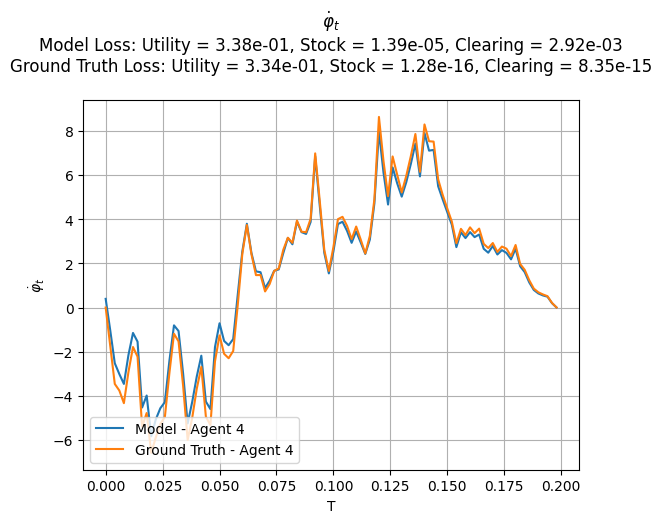 φ̇ₜ
Model Loss: Utility = 3.38e-01, Stock = 1.39e-05, Clearing = 2.92e-03
Ground Truth Loss: Utility = 3.34e-01, Stock = 1.28e-16, Clearing = 8.35e-15
8
6
4
2
0
−2
−4
−6
φ̇ₜ
Model - Agent 4
Ground Truth - Agent 4
0.000 0.025 0.050 0.075 0.100 0.125 0.150 0.175 0.200
T